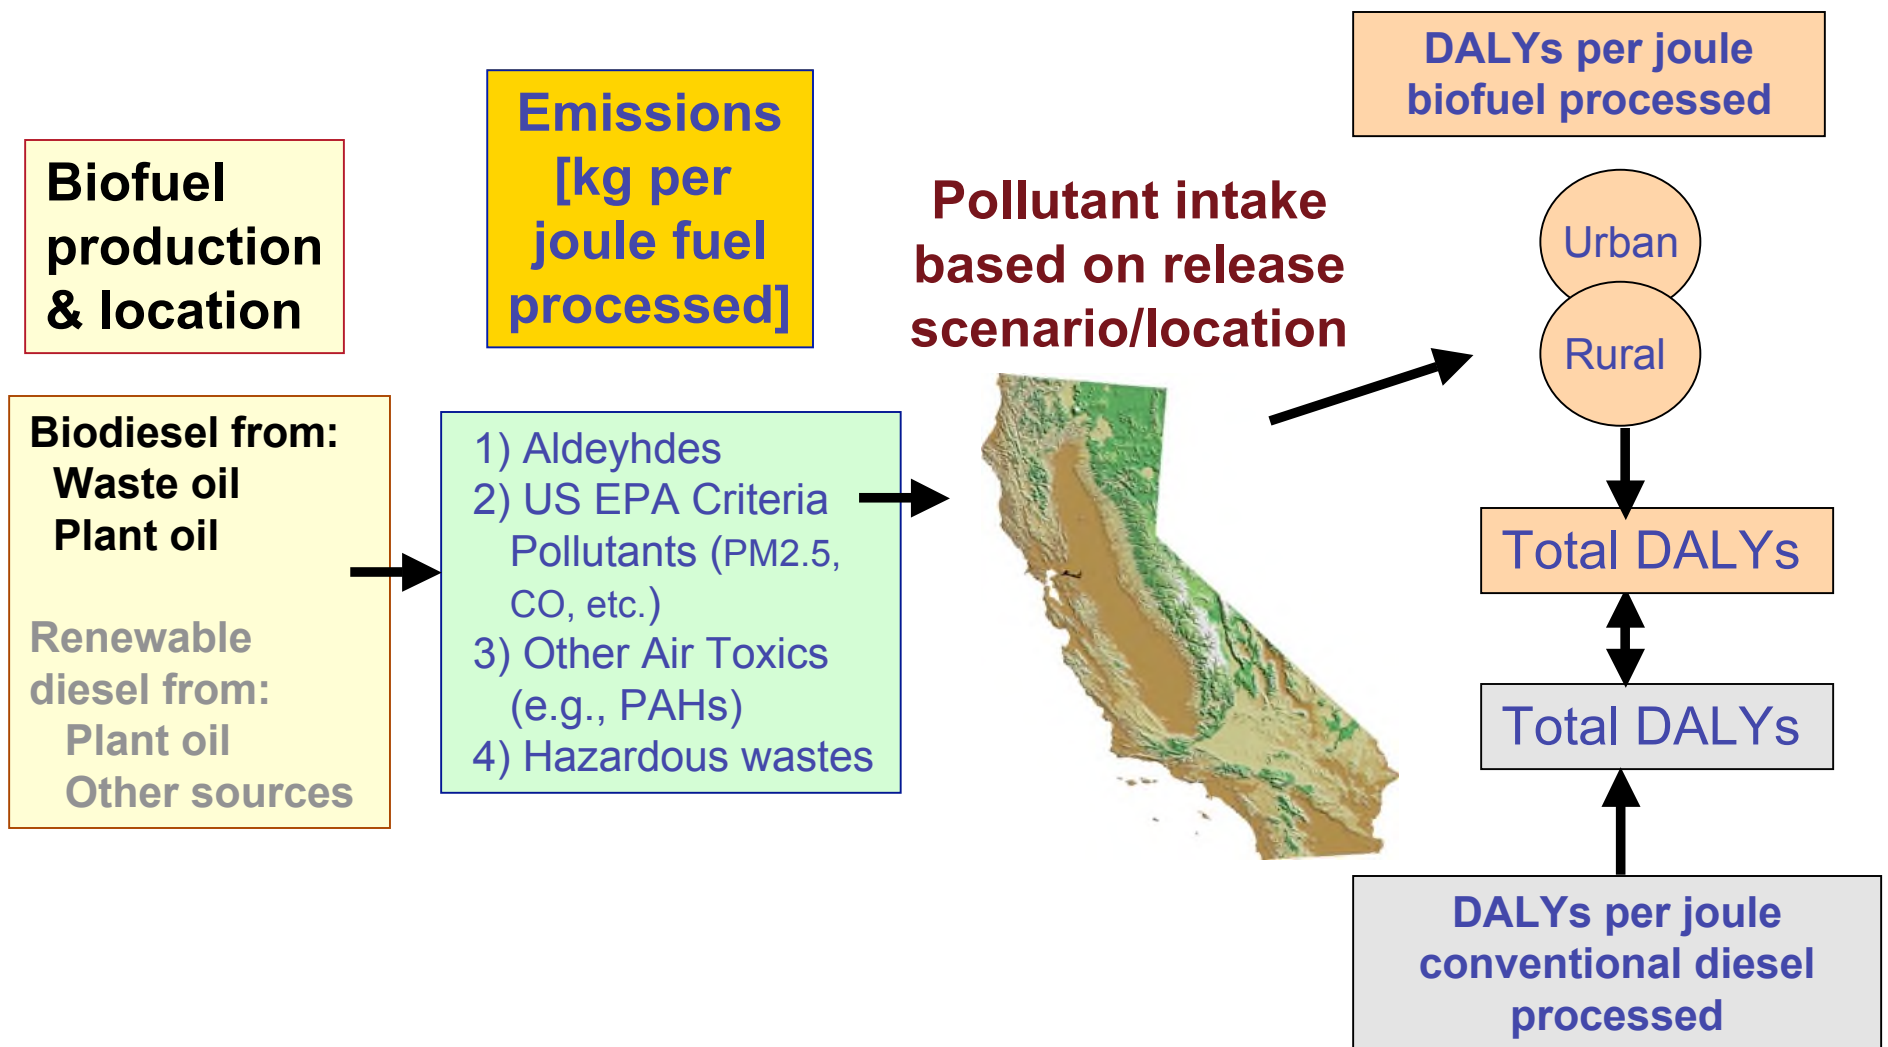 Biofuel
production
& location
Biodiesel from:
Waste oil
Plant oil
Renewable
diesel from:
Plant oil
Other sources
Emissions
[kg per
joule fuel
processed]
1) Aldeyhdes
2) US EPA Criteria
Pollutants (PM2.5,
CO, etc.)
3) Other Air Toxics
(e.g., PAHs)
4) Hazardous wastes
Pollutant intake
based on release
scenario/location
DALYs per joule
biofuel processed
Urban
Rural
Total DALYs
Total DALYs
DALYs per joule
conventional diesel
processed